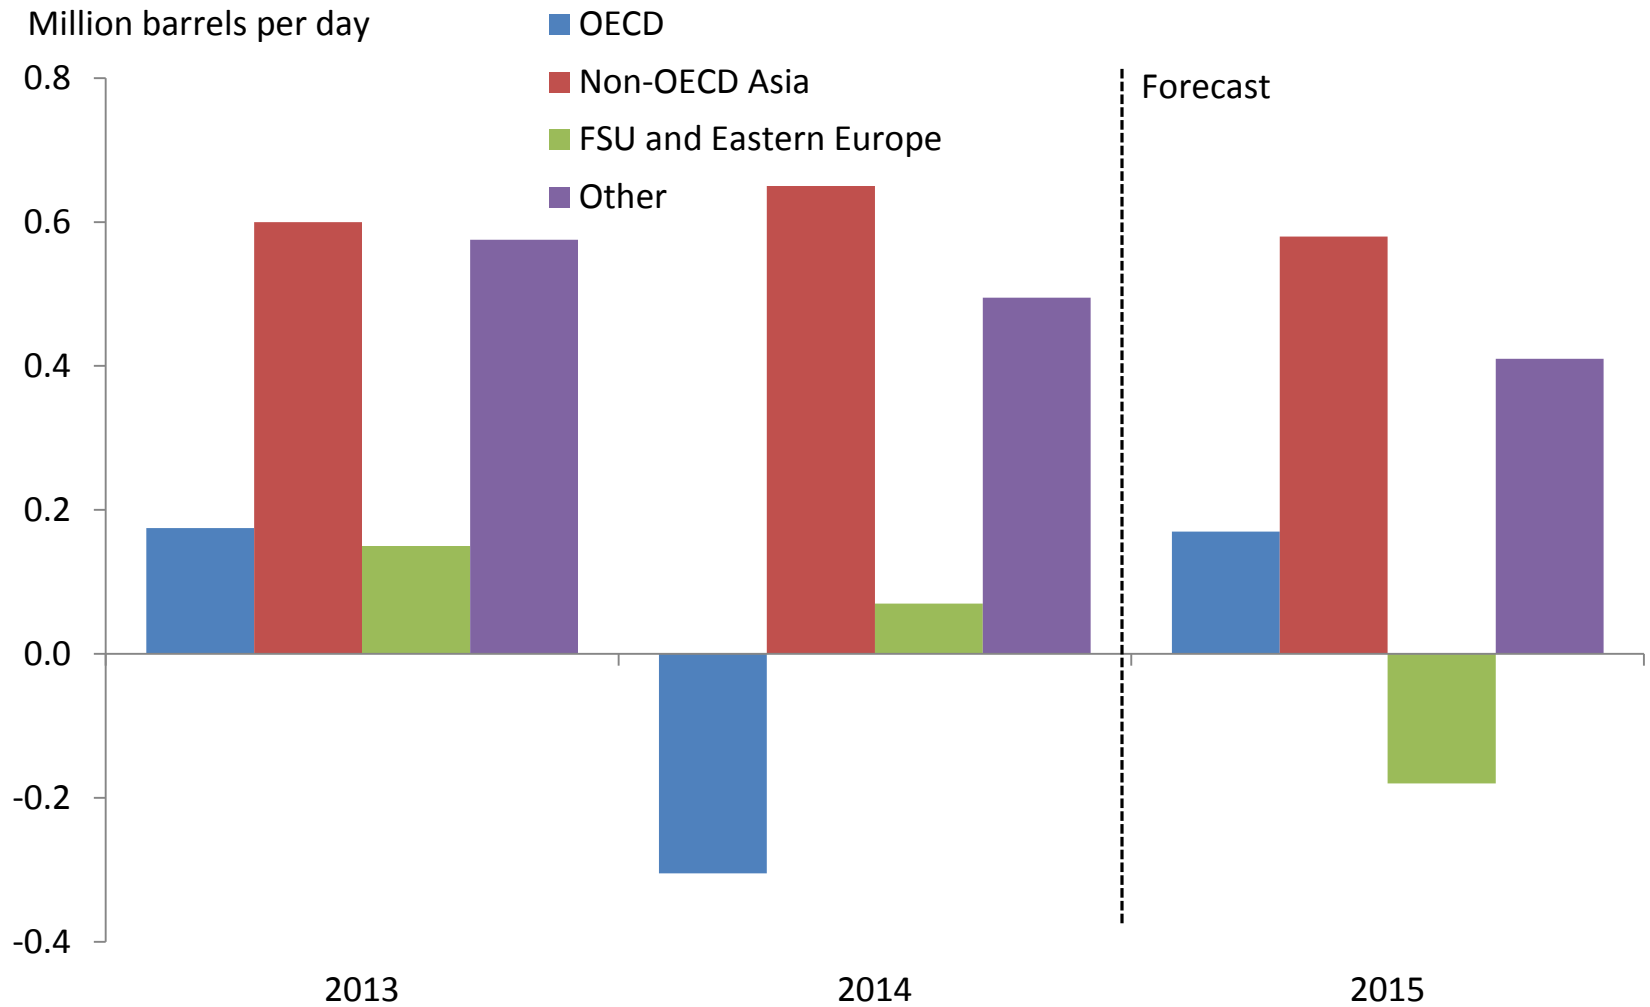 Million barrels per day
OECD
Non-OECD Asia
FSU and Eastern Europe
Other
Forecast
0.8
0.6
0.4
0.2
0.0
-0.2
-0.4
2013
2014
2015